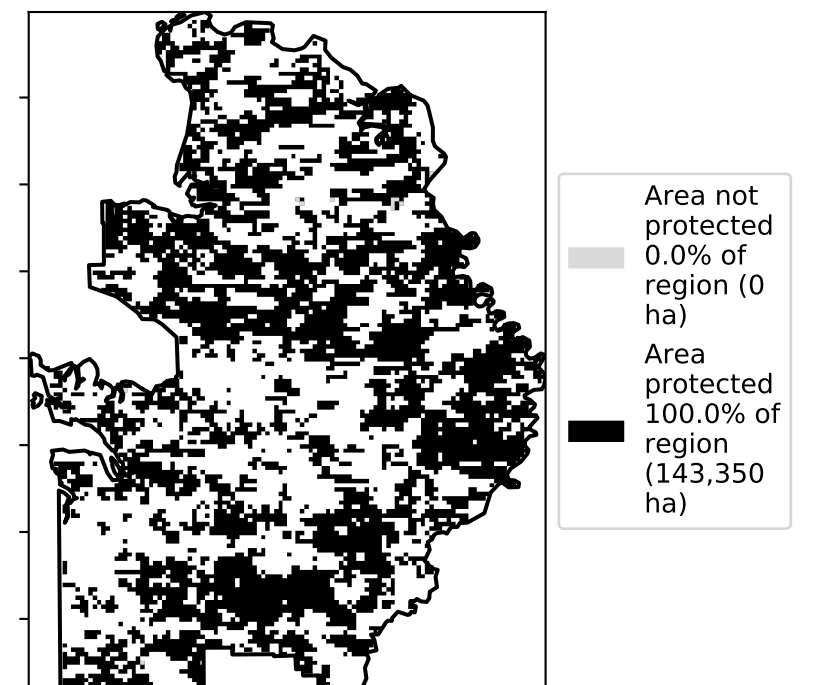 Area not
protected
0.0% of
region (0
ha)
Area
protected
100.0% of
region
(143,350
ha)